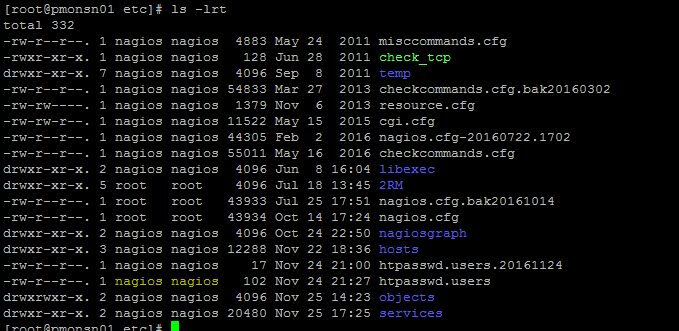 [root@pmonsn01 etc]# ls -lrt
total 332
-rw-r--r--. 1 nagios nagios  4883 May 24  2011 misccommands.cfg
-rwxr-xr-x. 1 nagios nagios   128 Jun 28  2011 check_tcp
drwxr-xr-x. 7 nagios nagios  4096 Sep  8  2011 temp
-rw-r--r--. 1 nagios nagios 54833 Mar 27  2013 checkcommands.cfg.bak20160302
-rw-rw----. 1 nagios nagios  1379 Nov  6  2013 resource.cfg
-rw-rw-r--. 1 nagios nagios 11522 May 15  2015 cgi.cfg
-rw-r--r--. 1 nagios nagios 44305 Feb  2  2016 nagios.cfg-20160722.1702
-rw-rw-r--. 1 nagios nagios 55011 May 16  2016 checkcommands.cfg
drwxr-xr-x. 2 nagios nagios  4096 Jun  8 16:04 libexec
drwxr-xr-x. 5 root   root    4096 Jul 18 13:45 2RM
-rw-r--r--. 1 root   root   43933 Jul 25 17:51 nagios.cfg.bak20161014
-rw-r--r--. 1 root   root   43934 Oct 14 17:24 nagios.cfg
drwxr-xr-x. 2 nagios nagios  4096 Oct 24 22:50 nagiosgraph
drwxr-xr-x. 3 nagios nagios 12288 Nov 22 18:36 hosts
-rw-r--r--. 1 nagios nagios    17 Nov 24 21:00 htpasswd.users.20161124
-rw-r--r--. 1 nagios nagios   102 Nov 24 21:27 htpasswd.users
drwxrwxr-x. 2 nagios nagios  4096 Nov 25 14:23 objects
drwxr-xr-x. 2 nagios nagios 20480 Nov 25 17:25 services
[root@pmonsn01 etc]#